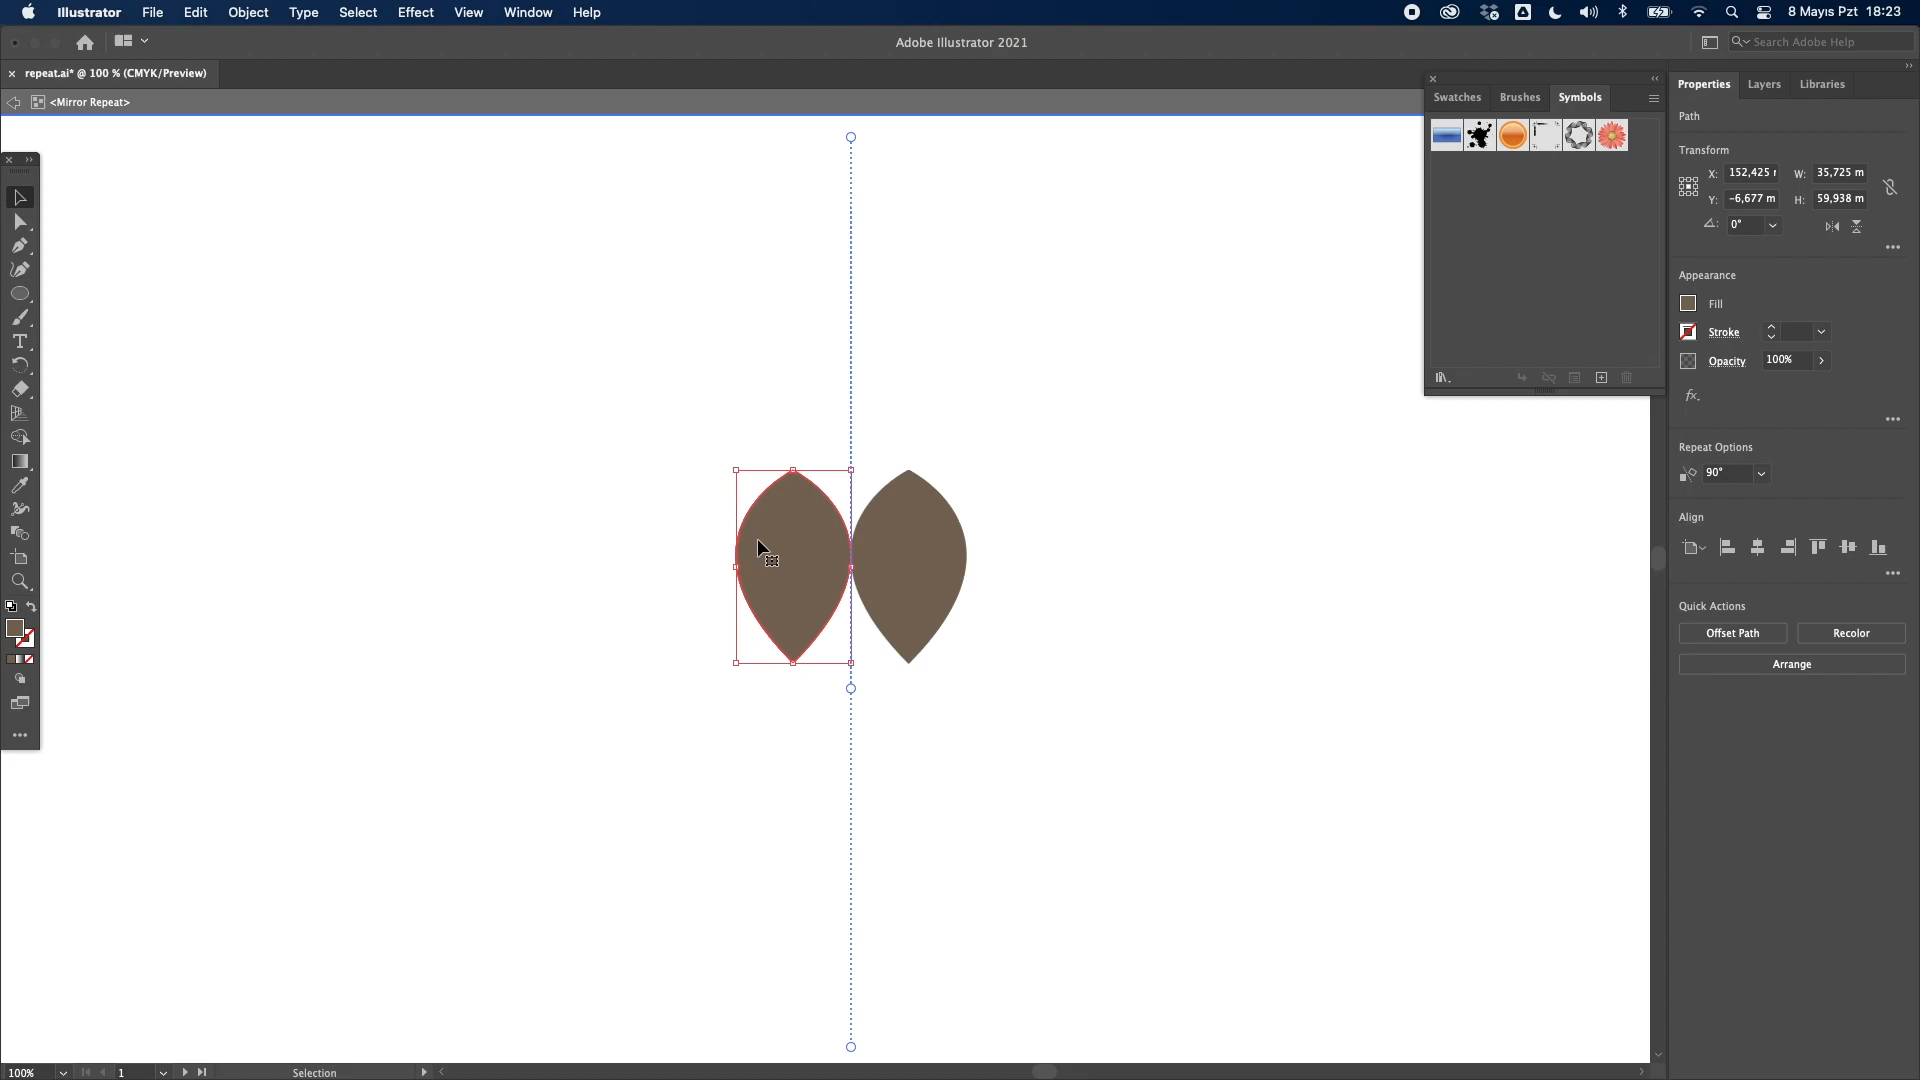 Illustrator File Edit Object Type Select Effect View Window Help 8 Mayıs Pzt 18:23
Adobe Illustrator 2021 Search Adobe Help
repeat.ai* @ 100 % (CMYK/Preview)
<Mirror Repeat>
Swatches Brushes Symbols
Properties Layers Libraries
Path
Transform
X: 152,425 W: 35,725 m
Y: -6,677 m H: 59,938 m
0°
Appearance
Fill
Stroke
Opacity 100%
fx.
Repeat Options
90°
Align
Quick Actions
Offset Path Recolor
Arrange
100% 1 Selection